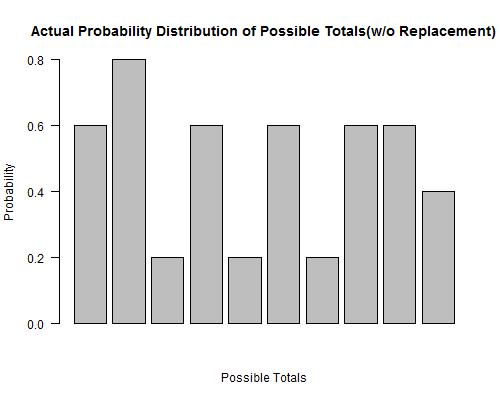 Actual Probability Distribution of Possible Totals(w/o Replacement)
0.8
0.6
0.4
0.2
0.0
Probability
Possible Totals